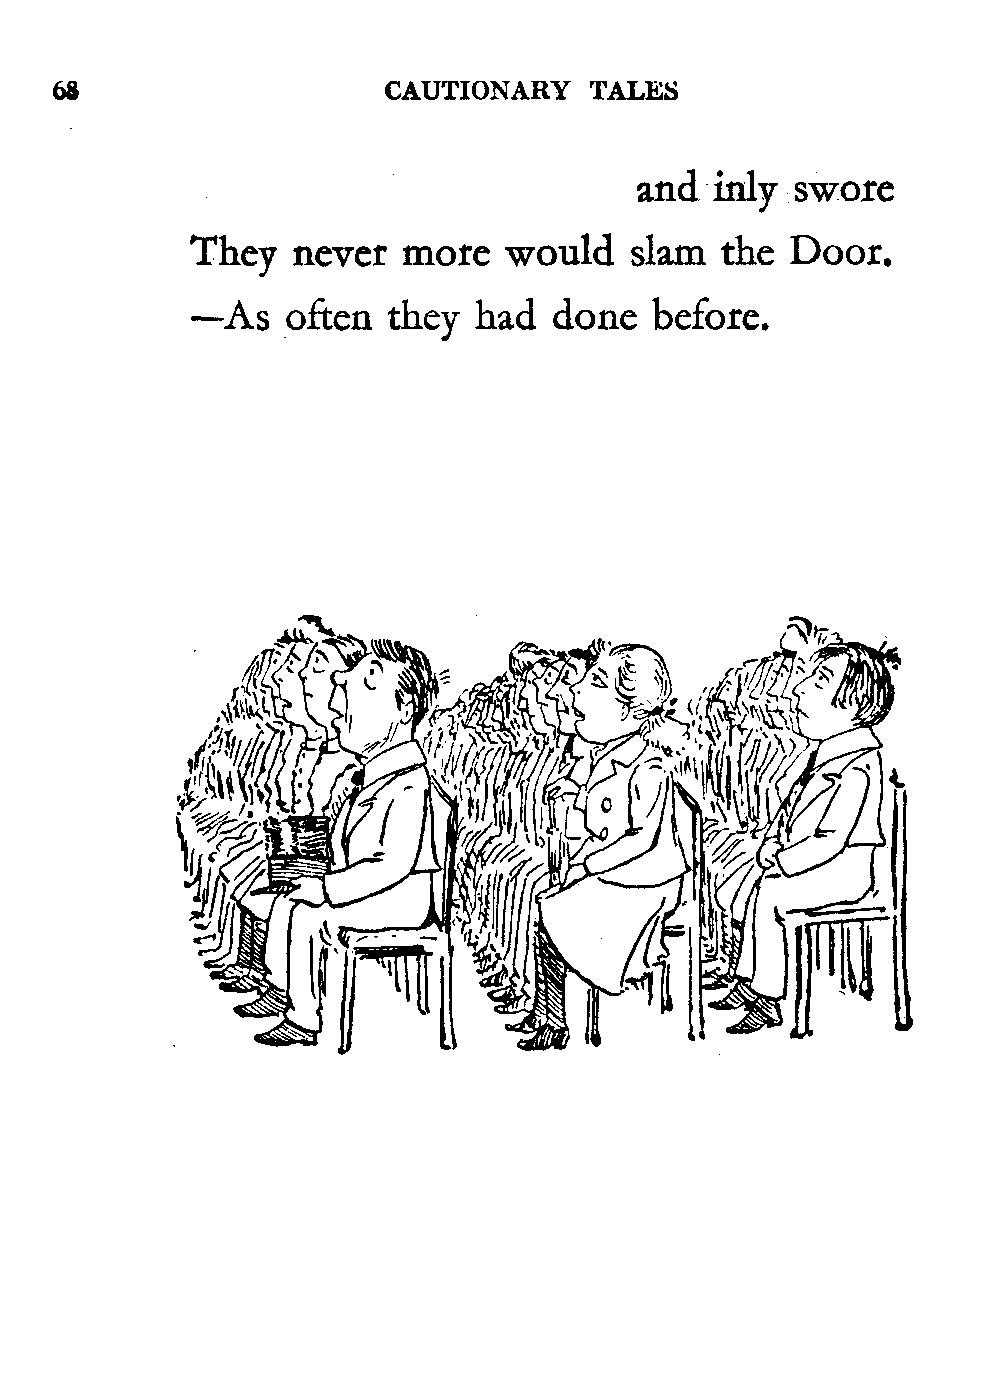 68 CAUTIONARY TALES
and inly swore
They never more would slam the Door.
—As often they had done before.